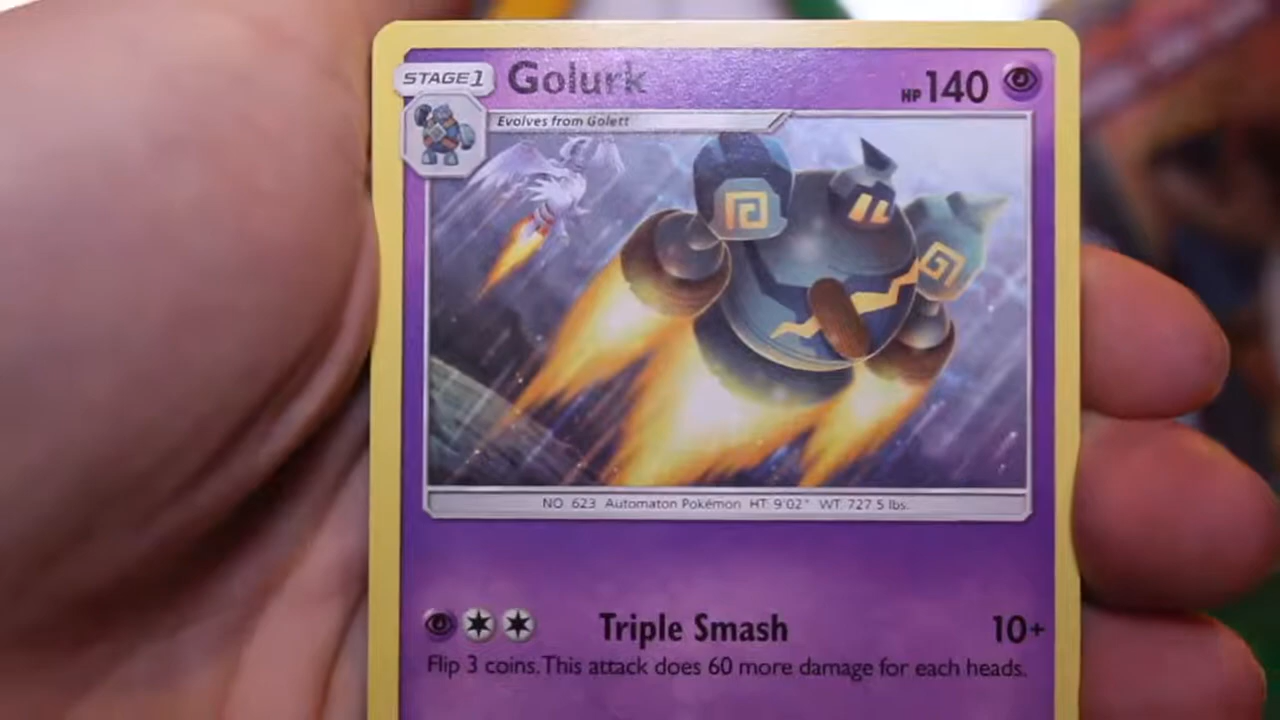 STAGE 1
Golurk
HP 140
Evolves from Golett
NO. 623 Automaton Pokémon HT: 9'02" WT: 727.5 lbs.
Triple Smash 10+
Flip 3 coins. This attack does 60 more damage for each heads.